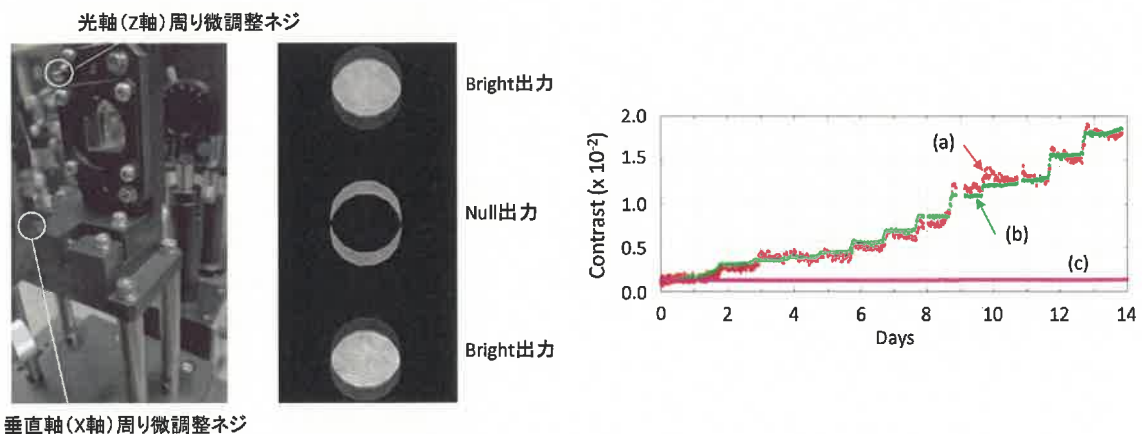 光軸(Z軸)周り微調整ネジ
Bright出力
Null出力
Bright出力
垂直軸(X軸)周り微調整ネジ
Contrast (x 10⁻²)
2.0
1.5
1.0
0.5
0.0
(a)
(b)
(c)
0 2 4 6 8 10 12 14
Days